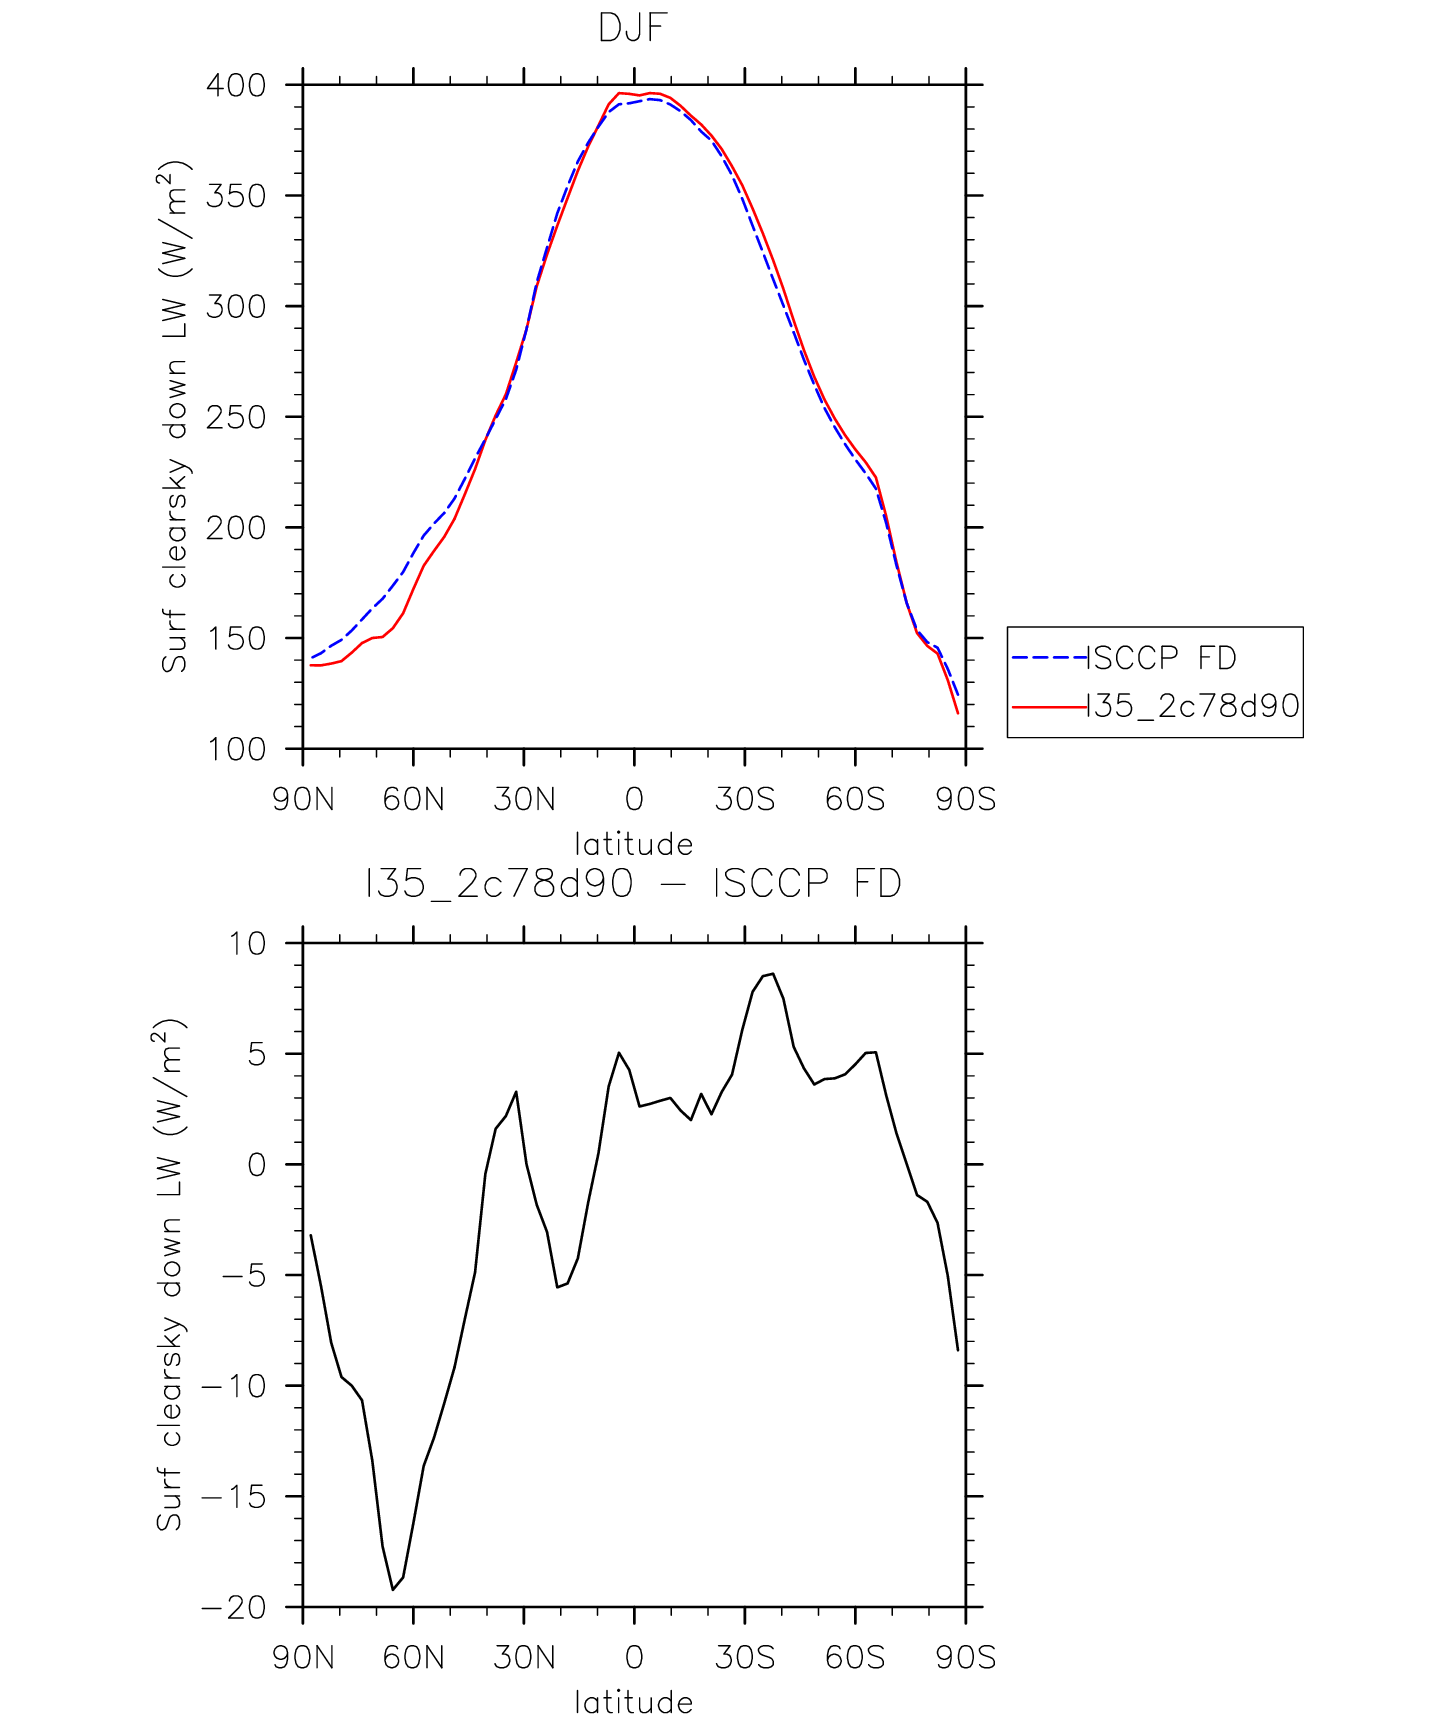 DJF
Surf clearsky down LW (W/m²)
400
350
300
250
200
150
100
90N 60N 30N 0 30S 60S 90S
latitude
ISCCP FD
I35_2c78d90
I35_2c78d90 − ISCCP FD
Surf clearsky down LW (W/m²)
10
5
0
−5
−10
−15
−20
90N 60N 30N 0 30S 60S 90S
latitude